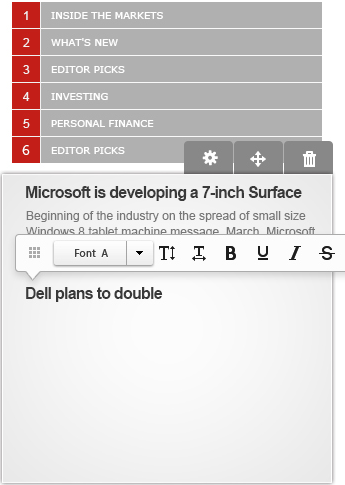 1 INSIDE THE MARKETS
2 WHAT'S NEW
3 EDITOR PICKS
4 INVESTING
5 PERSONAL FINANCE
6 EDITOR PICKS
Microsoft is developing a 7-inch Surface
Beginning of the industry on the spread of small size
Windows 8 tablet machine message. March, Microsoft
Font A T T B U I S
Dell plans to double